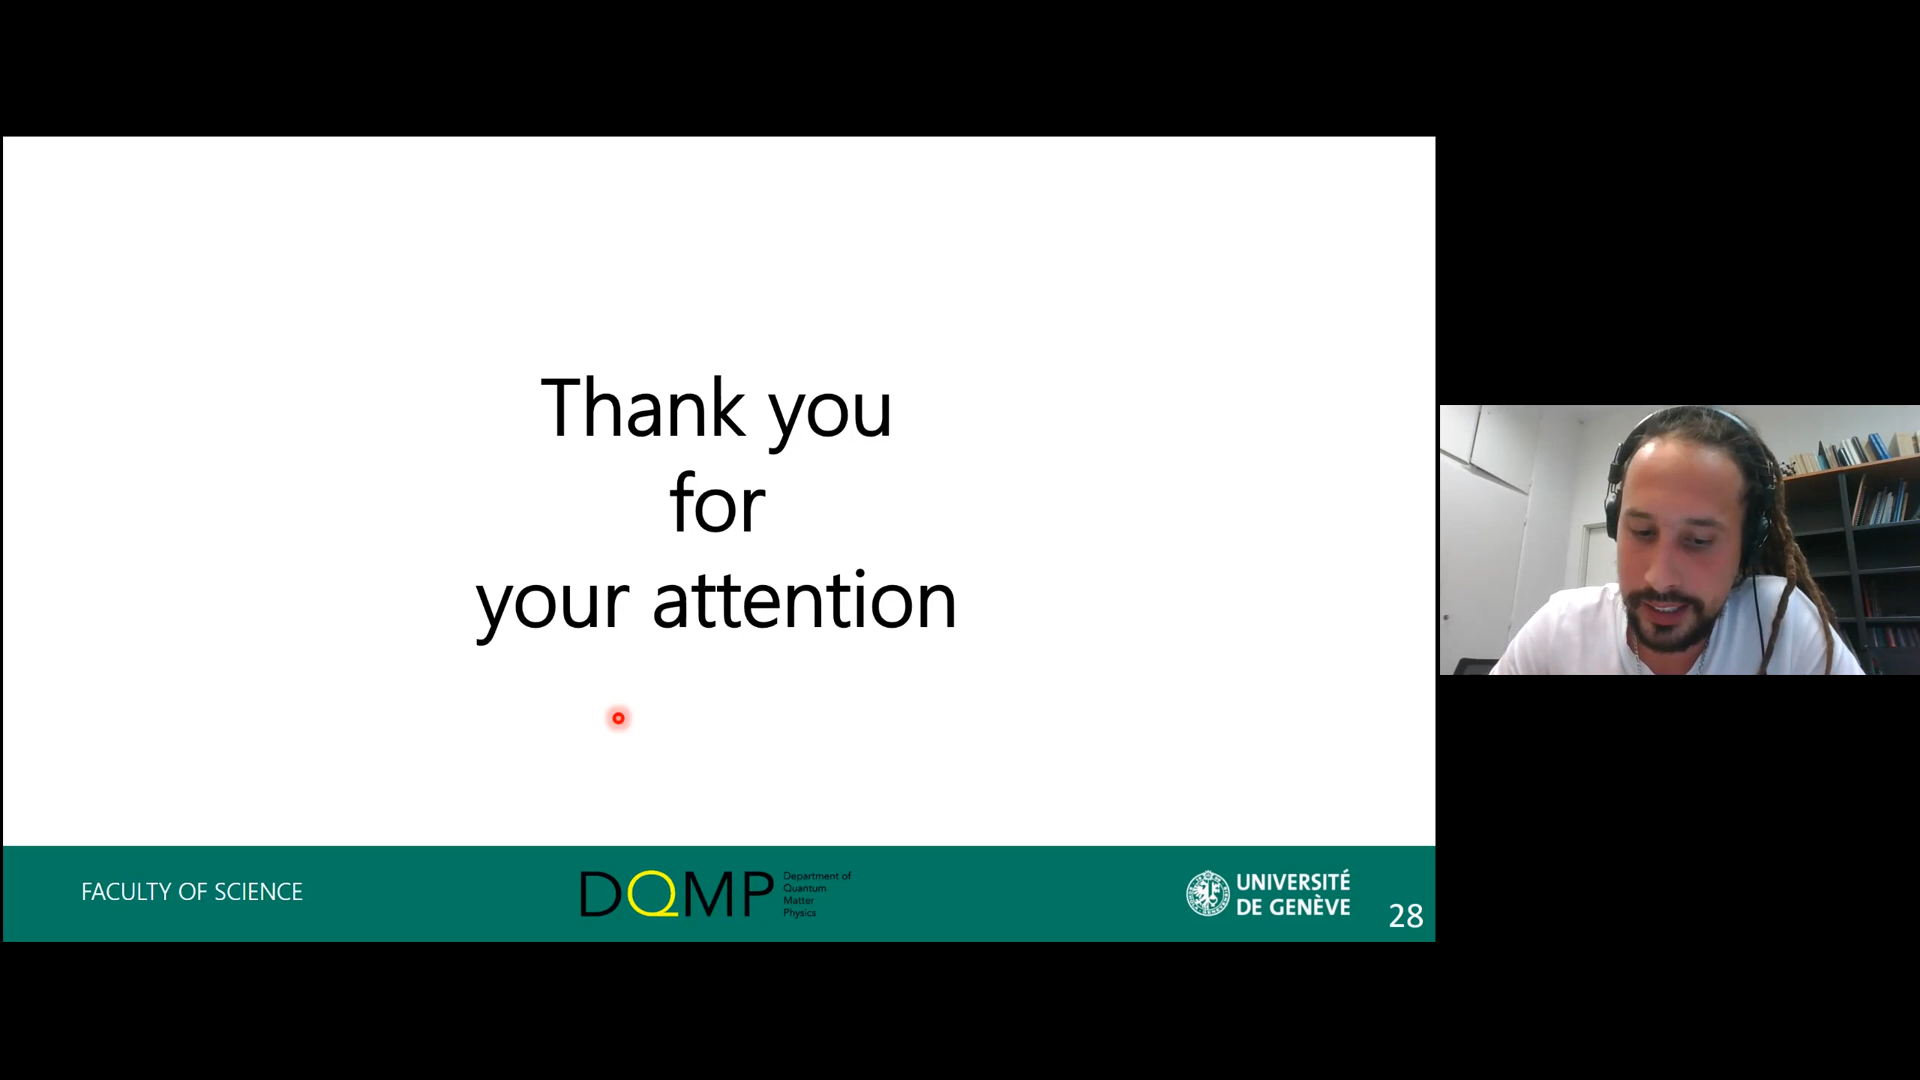 Thank you
for
your attention
FACULTY OF SCIENCE
DQMP
Department of
Quantum
Matter
Physics
UNIVERSITÉ
DE GENÈVE
28